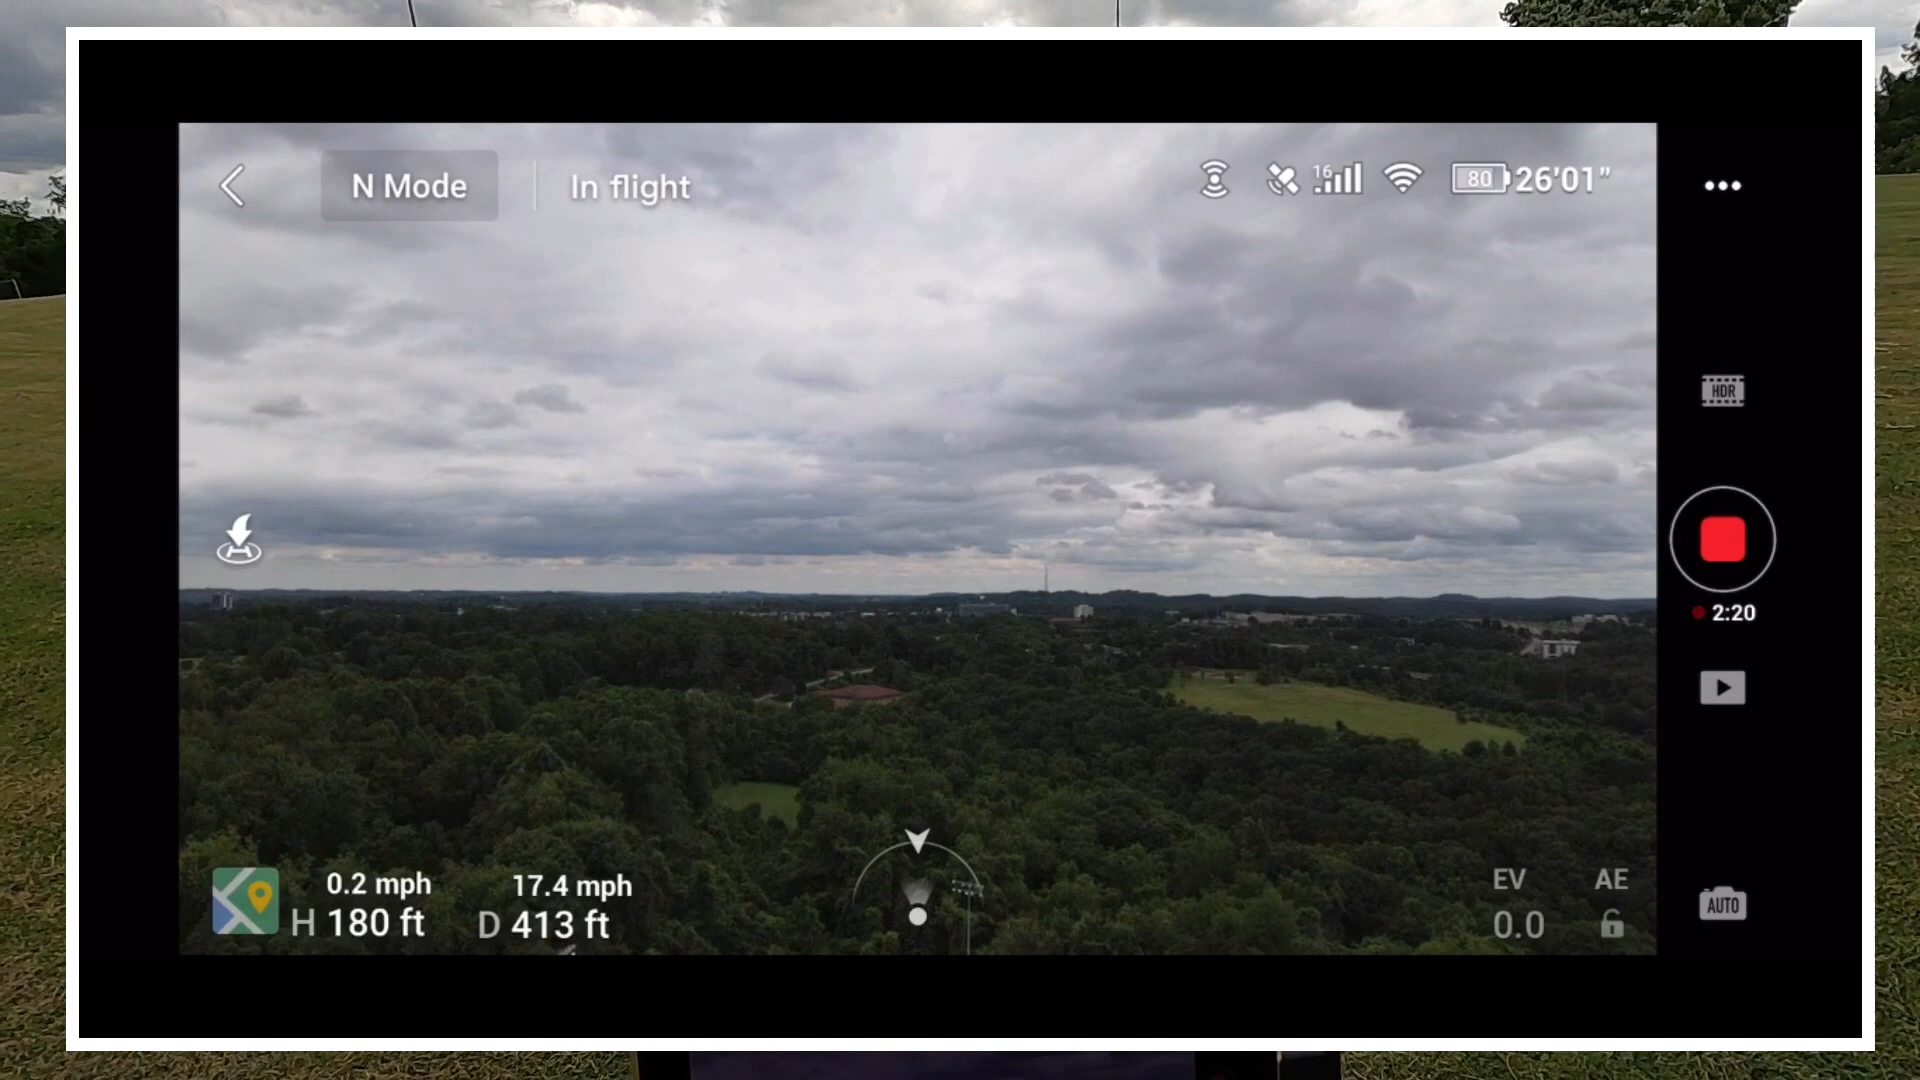 N Mode
In flight
16
80
26'01"
HDR
2:20
0.2 mph
17.4 mph
H 180 ft
D 413 ft
EV
AE
0.0
AUTO